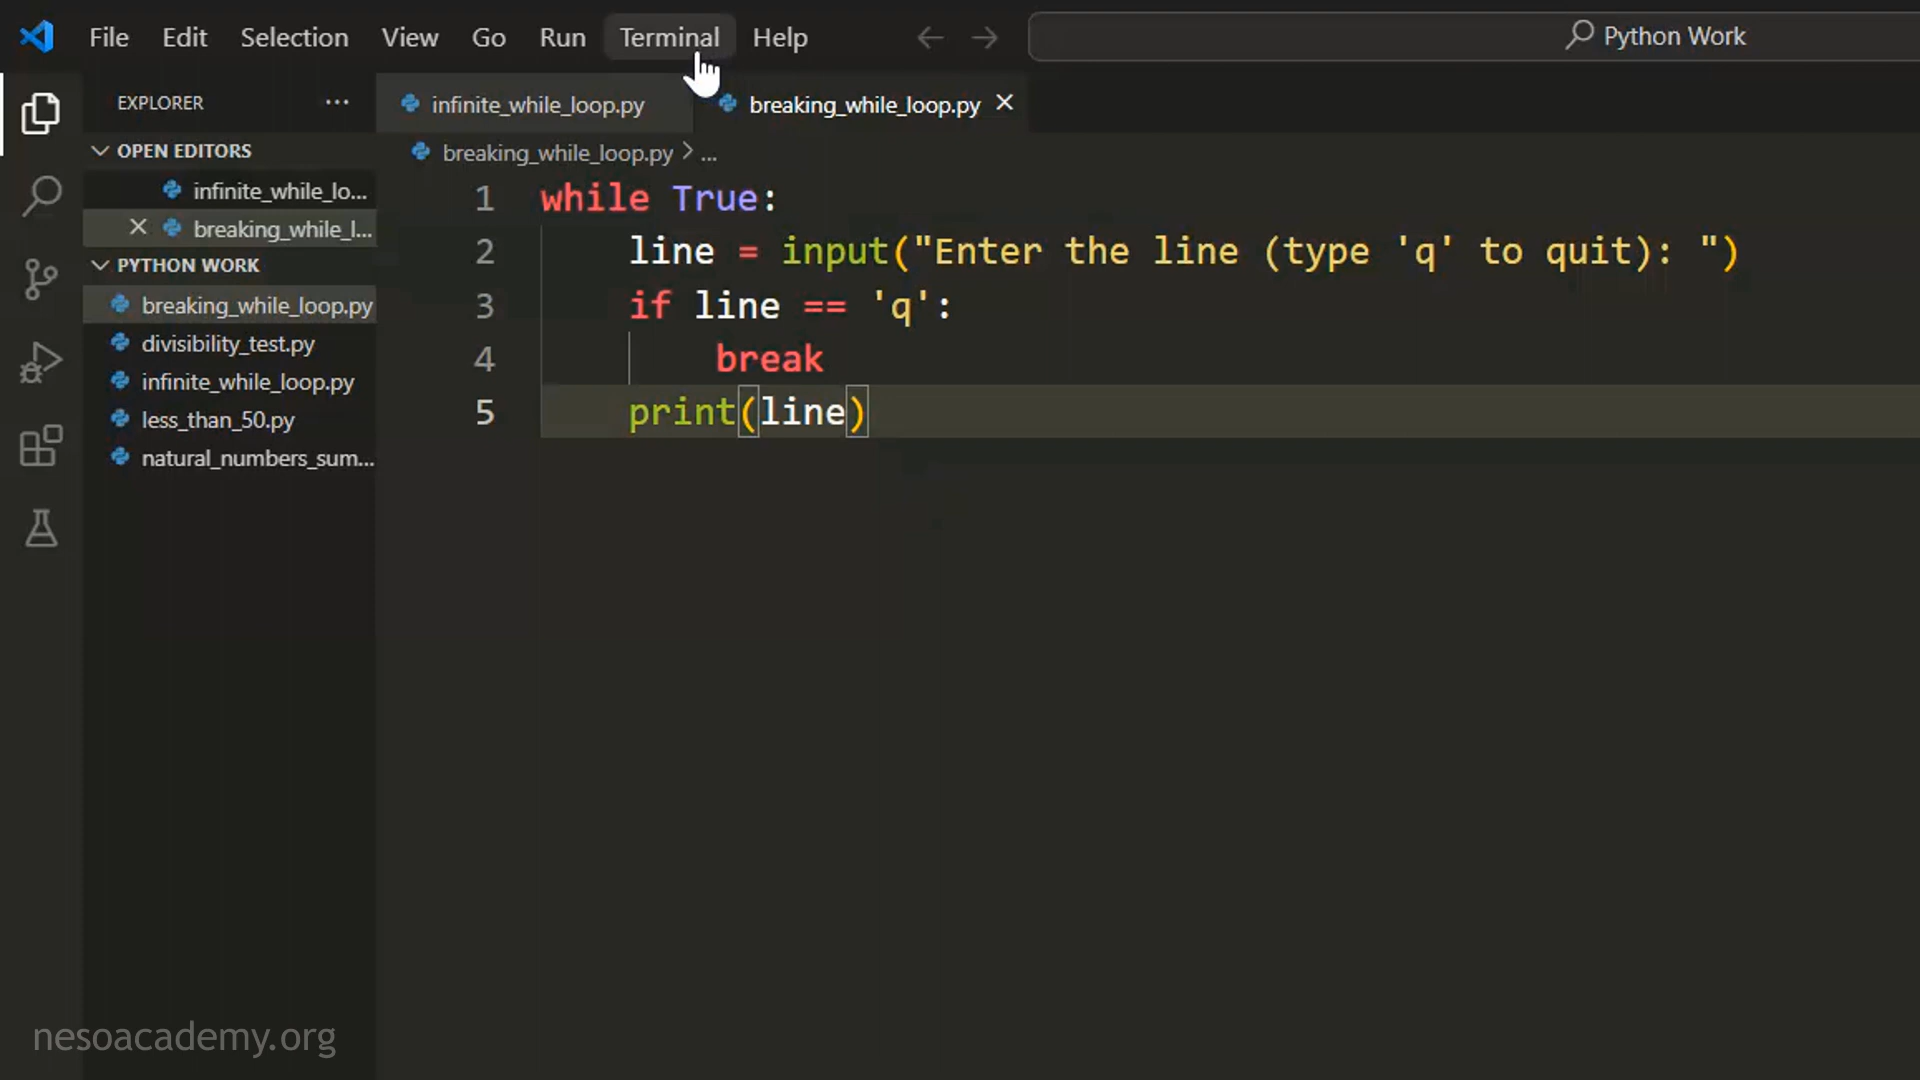 File Edit Selection View Go Run Terminal Help
Python Work
EXPLORER ...
infinite_while_loop.py
breaking_while_loop.py
OPEN EDITORS
infinite_while_lo...
breaking_while_l...
PYTHON WORK
breaking_while_loop.py
divisibility_test.py
infinite_while_loop.py
less_than_50.py
natural_numbers_sum...
breaking_while_loop.py > ...
1 while True:
2     line = input("Enter the line (type 'q' to quit): ")
3     if line == 'q':
4         break
5     print(line)
nesoacademy.org